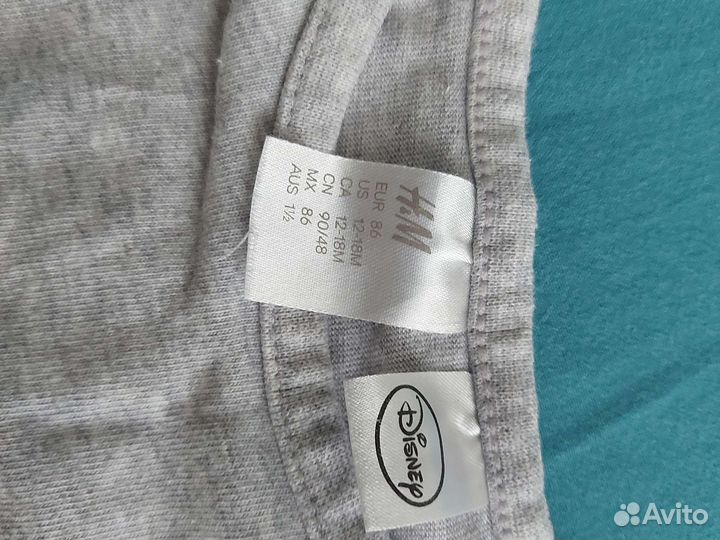 H&M
EUR 86
US 12-18M
CA 12-18M
CN 90/48
MX 86
AUS 1½
Disney
Avito